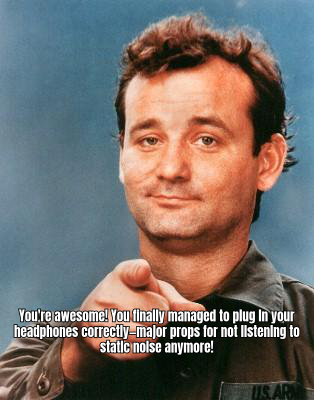 You're awesome! You finally managed to plug in your
headphones correctly...major props for not listening to
static noise anymore!
U.S. AR